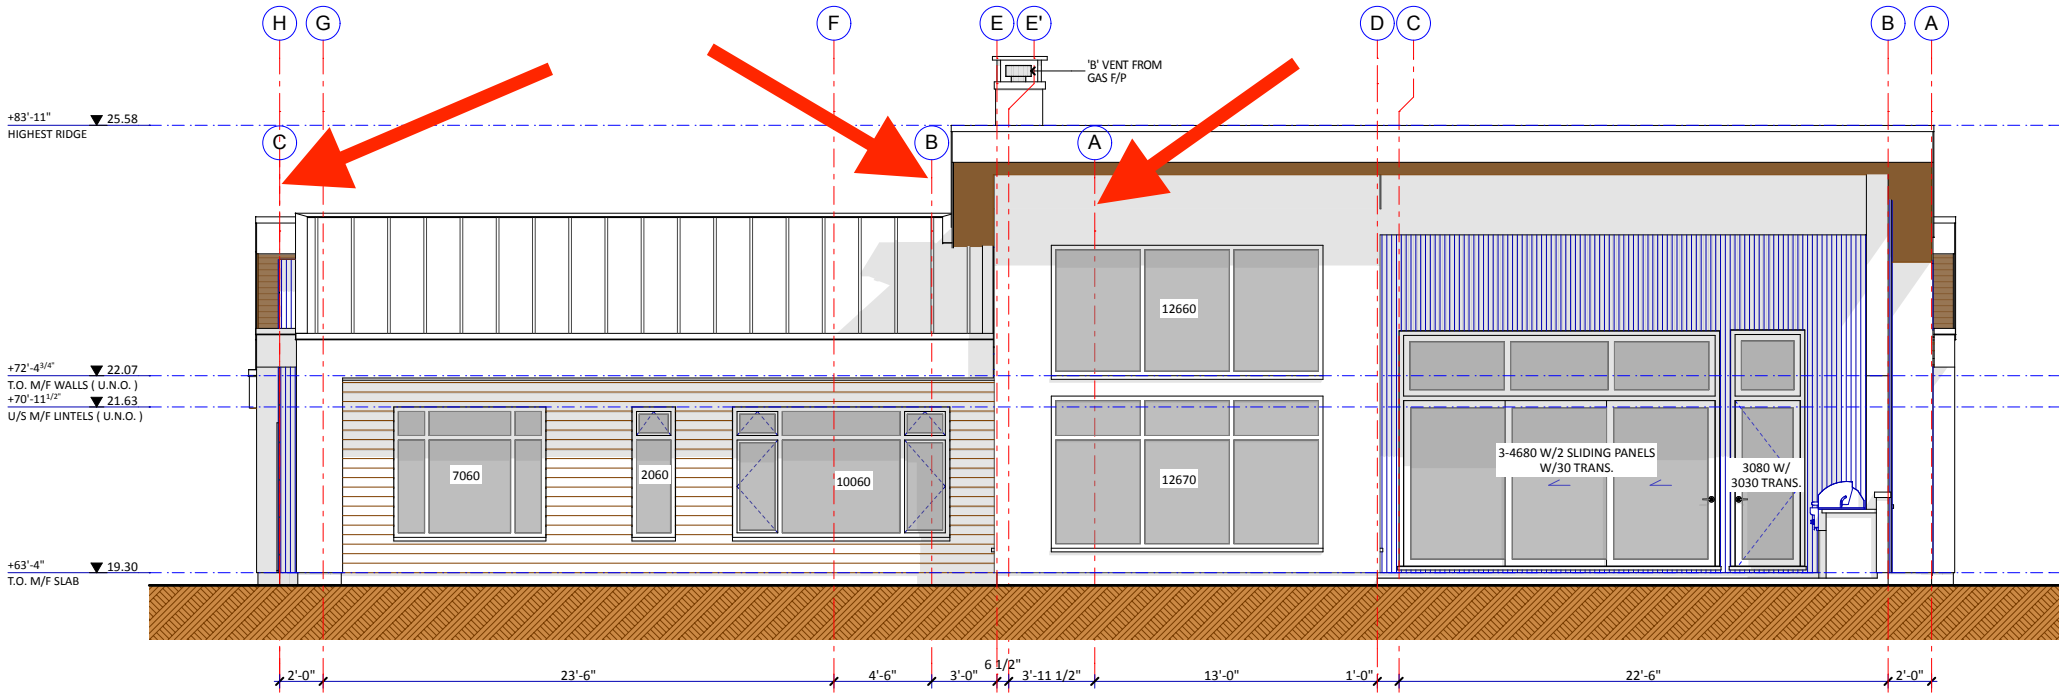 H G F E E' D C B A
'B' VENT FROM
GAS F/P
+83'-11" 25.58
HIGHEST RIDGE
C B A
12660
+72'-4 3/4" 22.07
T.O. M/F WALLS ( U.N.O. )
+70'-11 1/2" 21.63
U/S M/F LINTELS ( U.N.O. )
7060
2060
10060
12670
3-4680 W/2 SLIDING PANELS
W/30 TRANS.
3080 W/
3030 TRANS.
+63'-4" 19.30
T.O. M/F SLAB
2'-0" 23'-6" 4'-6" 3'-0" 6 1/2" 3'-11 1/2" 13'-0" 1'-0" 22'-6" 2'-0"